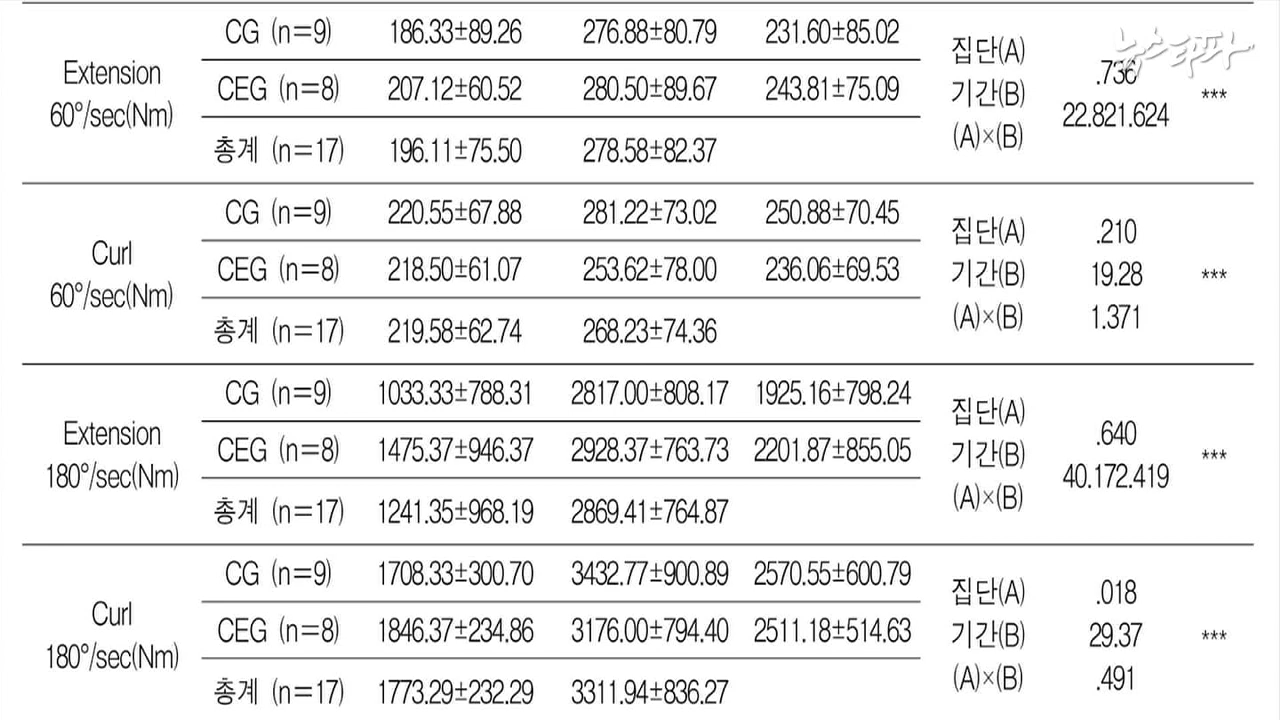 뉴스타파
CG (n=9) 186.33±89.26 276.88±80.79 231.60±85.02
Extension 60°/sec(Nm)
CEG (n=8) 207.12±60.52 280.50±89.67 243.81±75.09
총계 (n=17) 196.11±75.50 278.58±82.37
집단(A) .736
기간(B) 22.821.624 ***
(A)×(B)
CG (n=9) 220.55±67.88 281.22±73.02 250.88±70.45
Curl 60°/sec(Nm)
CEG (n=8) 218.50±61.07 253.62±78.00 236.06±69.53
총계 (n=17) 219.58±62.74 268.23±74.36
집단(A) .210
기간(B) 19.28 ***
(A)×(B) 1.371
CG (n=9) 1033.33±788.31 2817.00±808.17 1925.16±798.24
Extension 180°/sec(Nm)
CEG (n=8) 1475.37±946.37 2928.37±763.73 2201.87±855.05
총계 (n=17) 1241.35±968.19 2869.41±764.87
집단(A) .640
기간(B) 40.172.419 ***
(A)×(B)
CG (n=9) 1708.33±300.70 3432.77±900.89 2570.55±600.79
Curl 180°/sec(Nm)
CEG (n=8) 1846.37±234.86 3176.00±794.40 2511.18±514.63
총계 (n=17) 1773.29±232.29 3311.94±836.27
집단(A) .018
기간(B) 29.37 ***
(A)×(B) .491